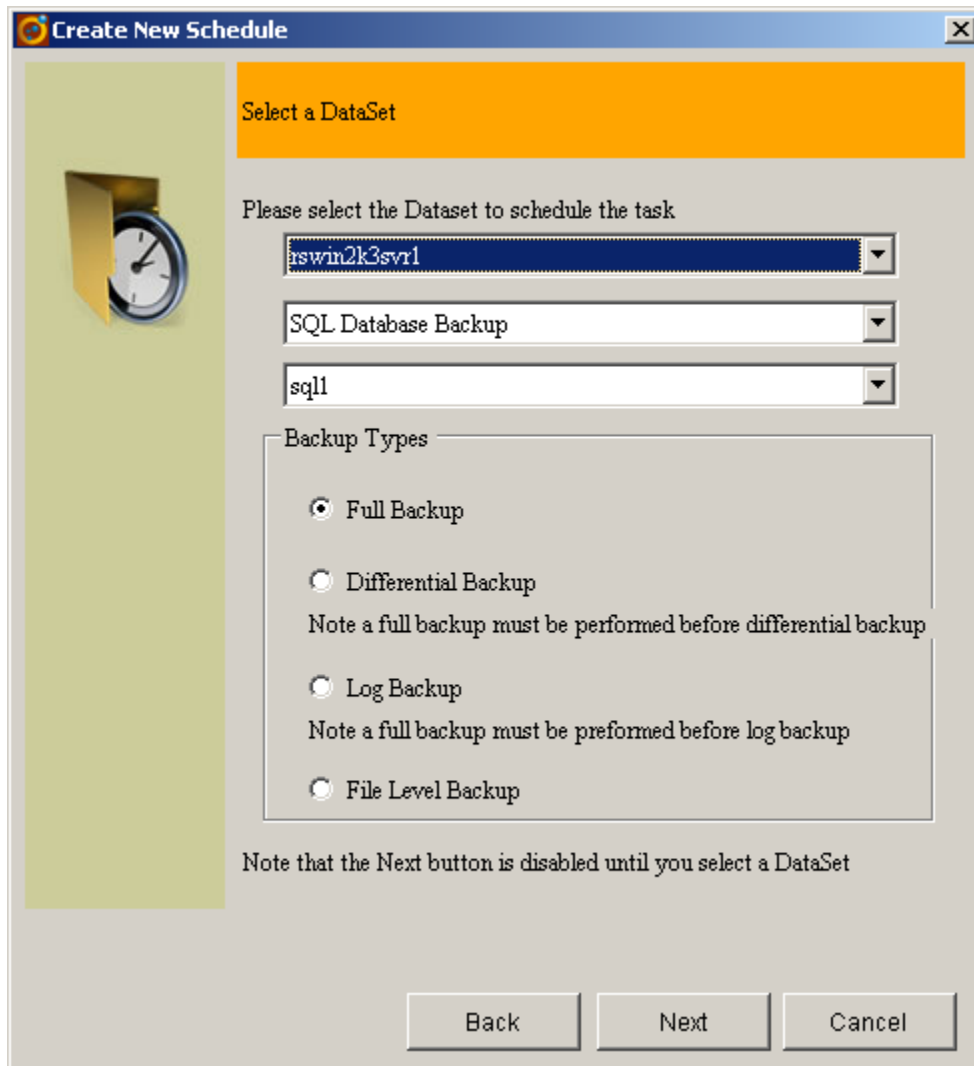 Create New Schedule
Select a DataSet
Please select the Dataset to schedule the task
rswin2k3svr1
SQL Database Backup
sql1
Backup Types
Full Backup
Differential Backup
Note a full backup must be performed before differential backup
Log Backup
Note a full backup must be preformed before log backup
File Level Backup
Note that the Next button is disabled until you select a DataSet
Back
Next
Cancel